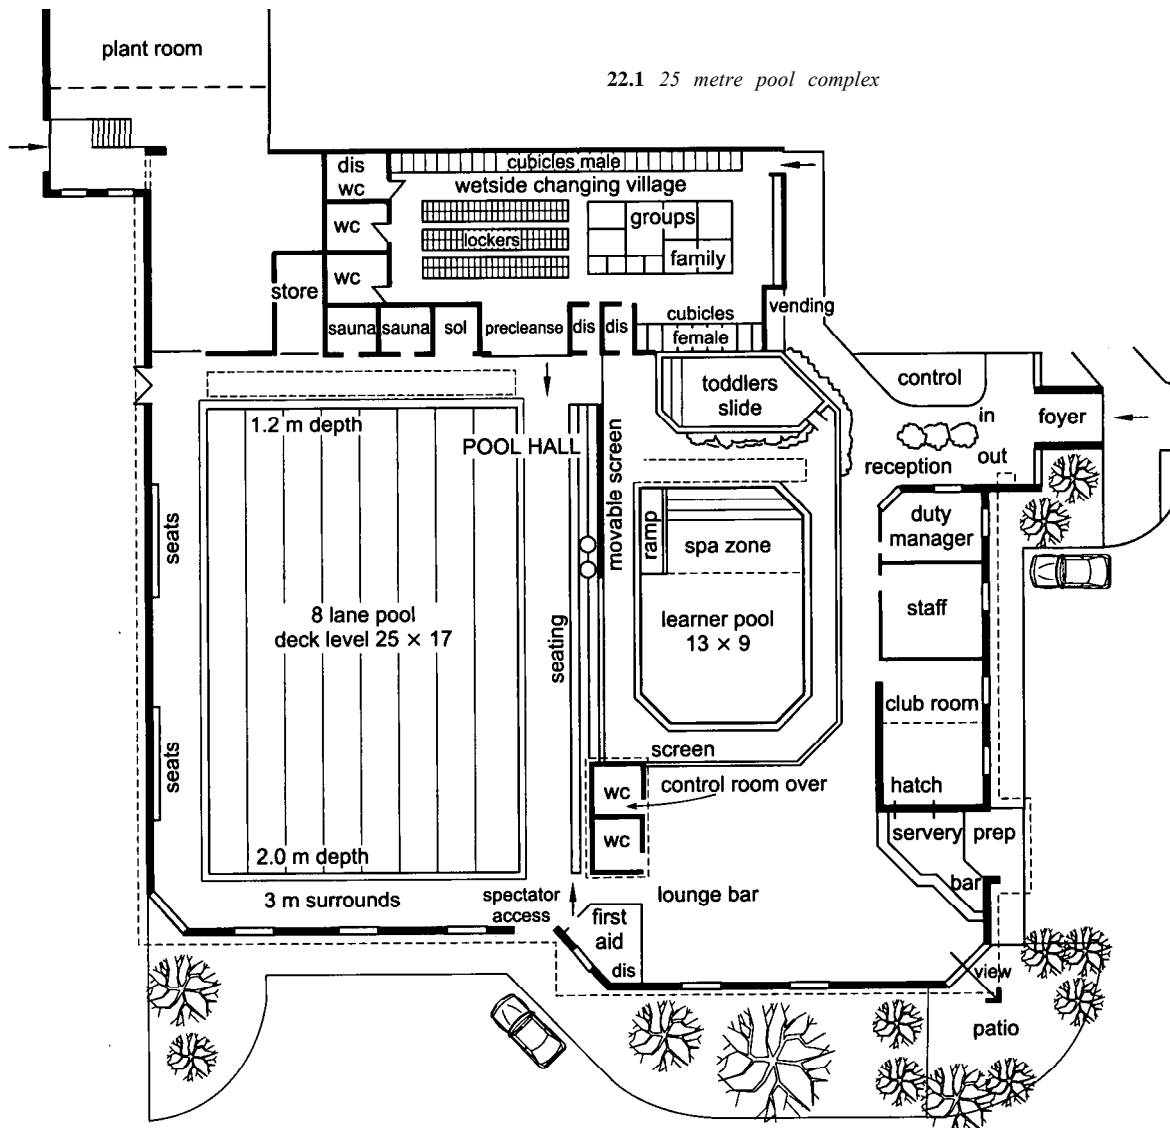 plant room
22.1 25 metre pool complex
dis
wc
cubicles male
wetside changing village
wc
lockers
groups
family
wc
store
sauna
sauna
sol
precleanse
dis
dis
cubicles
female
vending
toddlers
slide
control
in
foyer
out
reception
1.2 m depth
POOL HALL
movable screen
ramp
spa zone
duty
manager
seats
8 lane pool
deck level 25 × 17
seating
learner pool
13 × 9
staff
club room
seats
screen
wc
control room over
hatch
wc
servery
prep
bar
2.0 m depth
3 m surrounds
spectator
access
lounge bar
first
aid
dis
view
patio